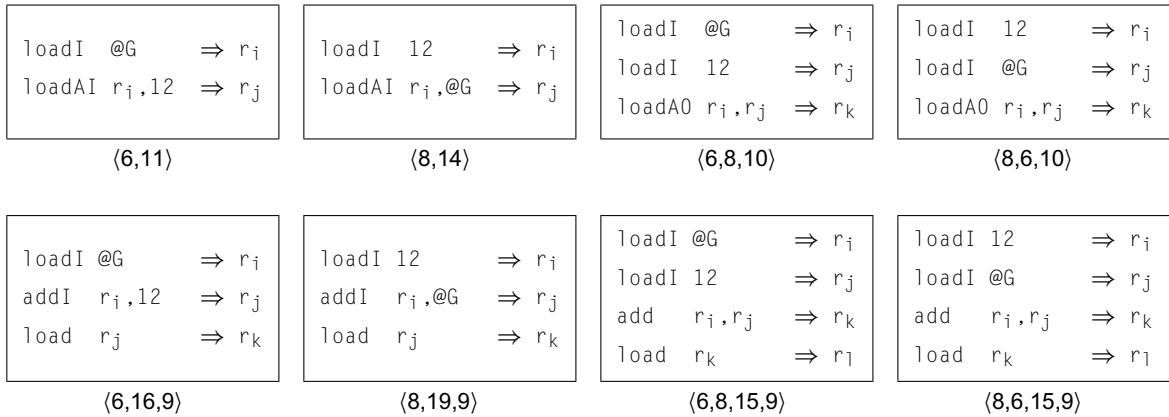 loadI @G ⇒ ri
loadAI ri,12 ⇒ rj
⟨6,11⟩
loadI 12 ⇒ ri
loadAI ri,@G ⇒ rj
⟨8,14⟩
loadI @G ⇒ ri
loadI 12 ⇒ rj
loadAO ri,rj ⇒ rk
⟨6,8,10⟩
loadI 12 ⇒ ri
loadI @G ⇒ rj
loadAO ri,rj ⇒ rk
⟨8,6,10⟩
loadI @G ⇒ ri
addI ri,12 ⇒ rj
load rj ⇒ rk
⟨6,16,9⟩
loadI 12 ⇒ ri
addI ri,@G ⇒ rj
load rj ⇒ rk
⟨8,19,9⟩
loadI @G ⇒ ri
loadI 12 ⇒ rj
add ri,rj ⇒ rk
load rk ⇒ rl
⟨6,8,15,9⟩
loadI 12 ⇒ ri
loadI @G ⇒ rj
add ri,rj ⇒ rk
load rk ⇒ rl
⟨8,6,15,9⟩